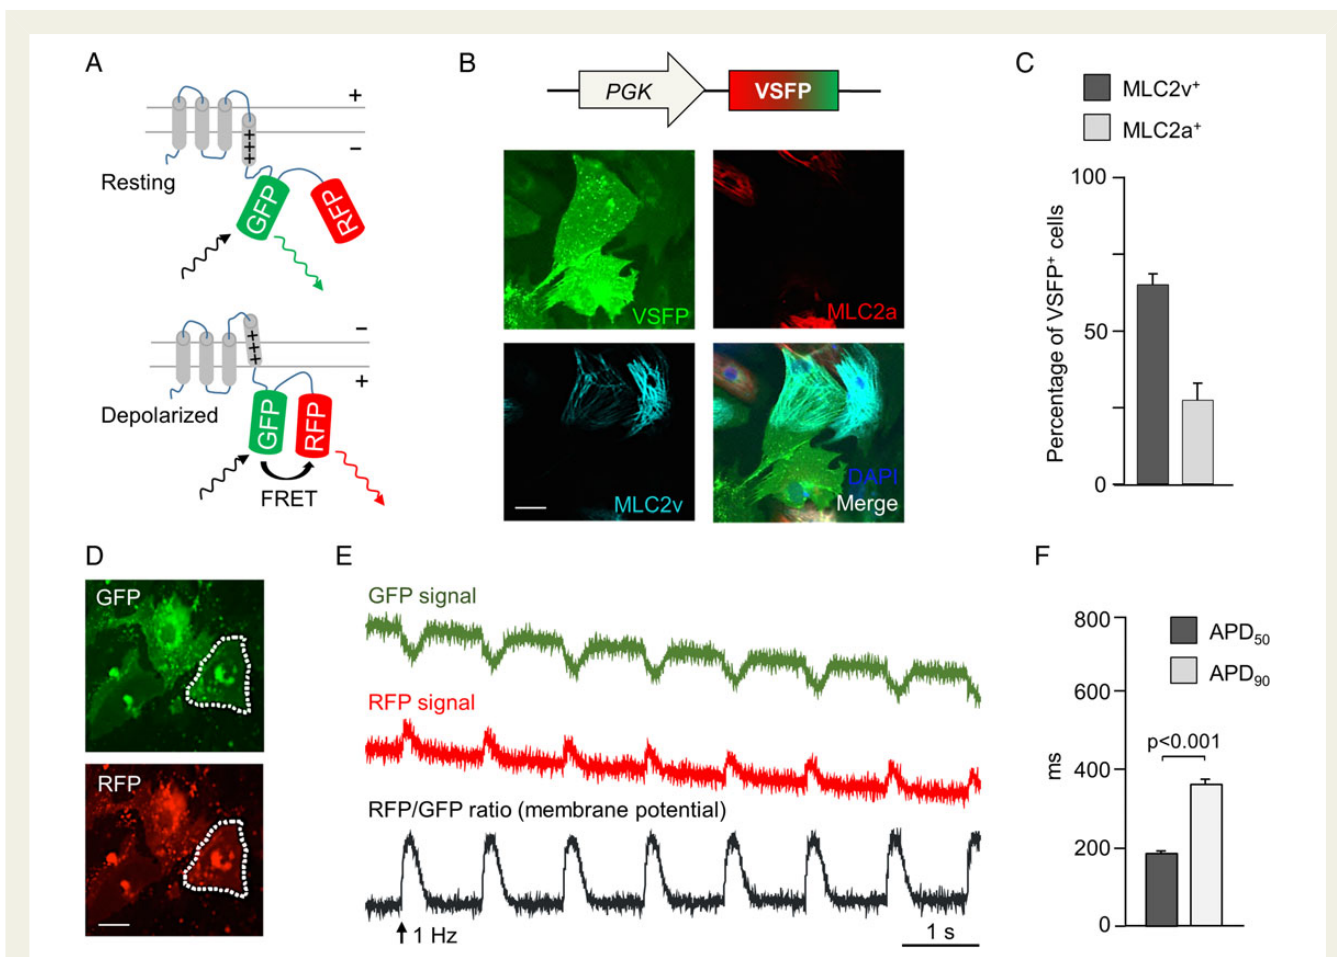 A
+
+++
−
Resting
GFP
RFP
−
+++
+
Depolarized
GFP
RFP
FRET
B
PGK
VSFP
VSFP
MLC2a
MLC2v
DAPI
Merge
C
MLC2v⁺
MLC2a⁺
Percentage of VSFP⁺ cells
100
50
0
D
GFP
RFP
E
GFP signal
RFP signal
RFP/GFP ratio (membrane potential)
1 Hz
1 s
F
APD₅₀
APD₉₀
ms
800
600
400
200
0
p<0.001